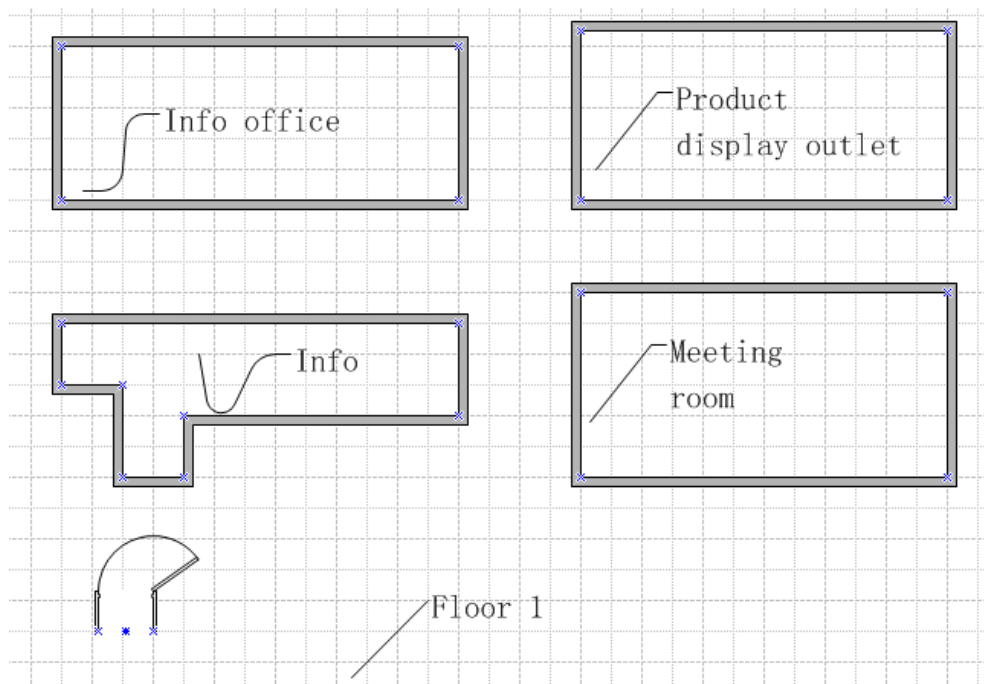 Info office
Product
display outlet
Info
Meeting
room
Floor 1